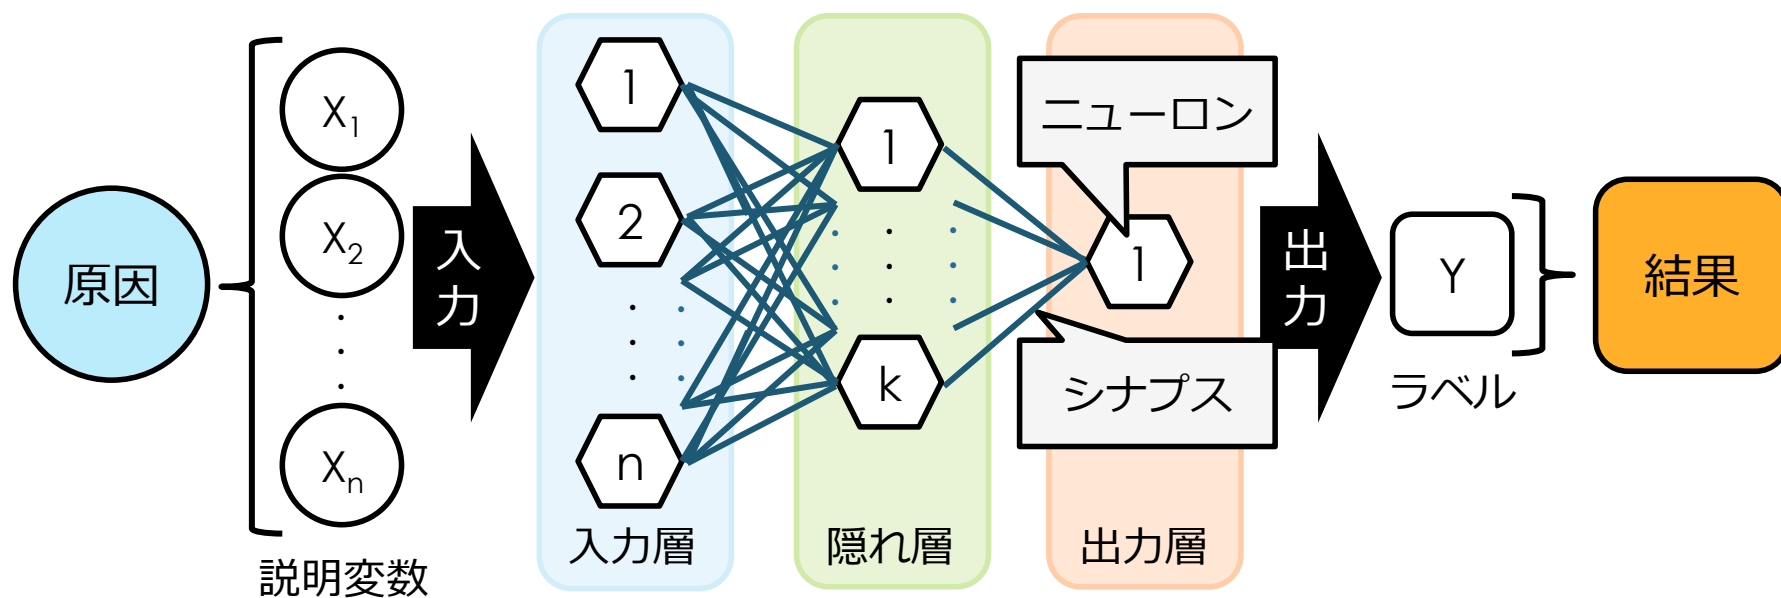 原因
X1
X2
Xn
説明変数
入力
1
2
n
入力層
1
k
隠れ層
ニューロン
1
シナプス
出力層
出力
Y
ラベル
結果